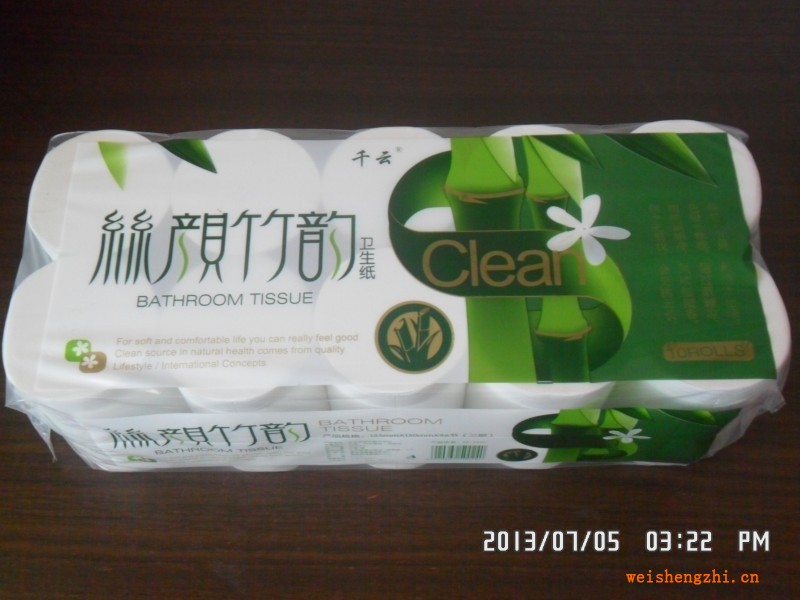 千云®
絲顏竹韵
卫生纸
BATHROOM TISSUE
Clean
For soft and comfortable life you can really feel good
Clean source in natural health comes from quality
Lifestyle / International Concepts
10ROLLS
絲顏竹韵
BATHROOM TISSUE
BATHROOM
TISSUE
2013/07/05 03:22 PM
weishengzhi.cn